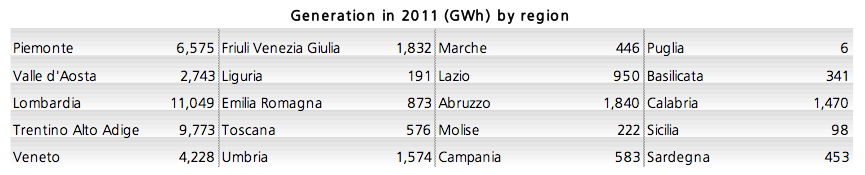 Generation in 2011 (GWh) by region
Piemonte 6,575 Friuli Venezia Giulia 1,832 Marche 446 Puglia 6
Valle d'Aosta 2,743 Liguria 191 Lazio 950 Basilicata 341
Lombardia 11,049 Emilia Romagna 873 Abruzzo 1,840 Calabria 1,470
Trentino Alto Adige 9,773 Toscana 576 Molise 222 Sicilia 98
Veneto 4,228 Umbria 1,574 Campania 583 Sardegna 453